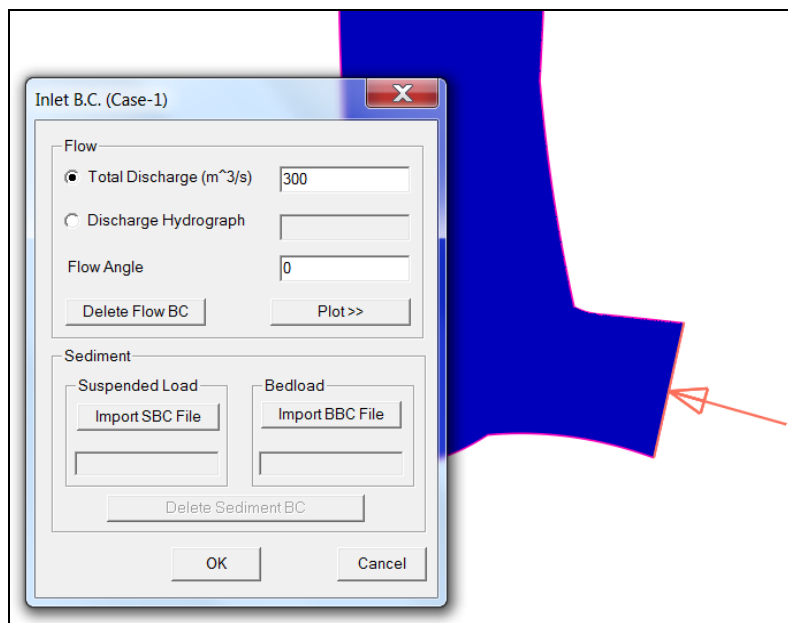 Inlet B.C. (Case-1)
Flow
Total Discharge (m^3/s) 300
Discharge Hydrograph
Flow Angle 0
Delete Flow BC Plot >>
Sediment
Suspended Load Bedload
Import SBC File Import BBC File
Delete Sediment BC
OK Cancel